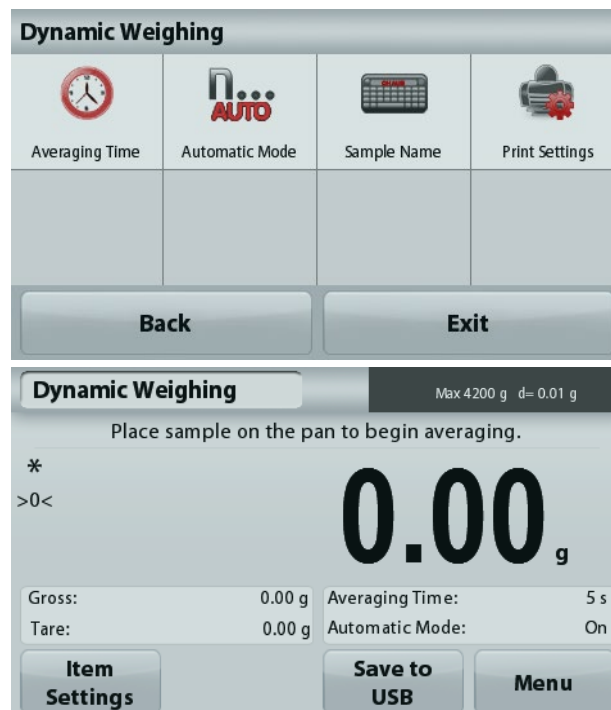 Dynamic Weighing
n...
AUTO
OHAUS
Averaging Time Automatic Mode Sample Name Print Settings
Back Exit
Dynamic Weighing Max 4200 g d= 0.01 g
Place sample on the pan to begin averaging.
*
>0<
0.00 g
Gross: 0.00 g Averaging Time: 5 s
Tare: 0.00 g Automatic Mode: On
Item Settings Save to USB Menu